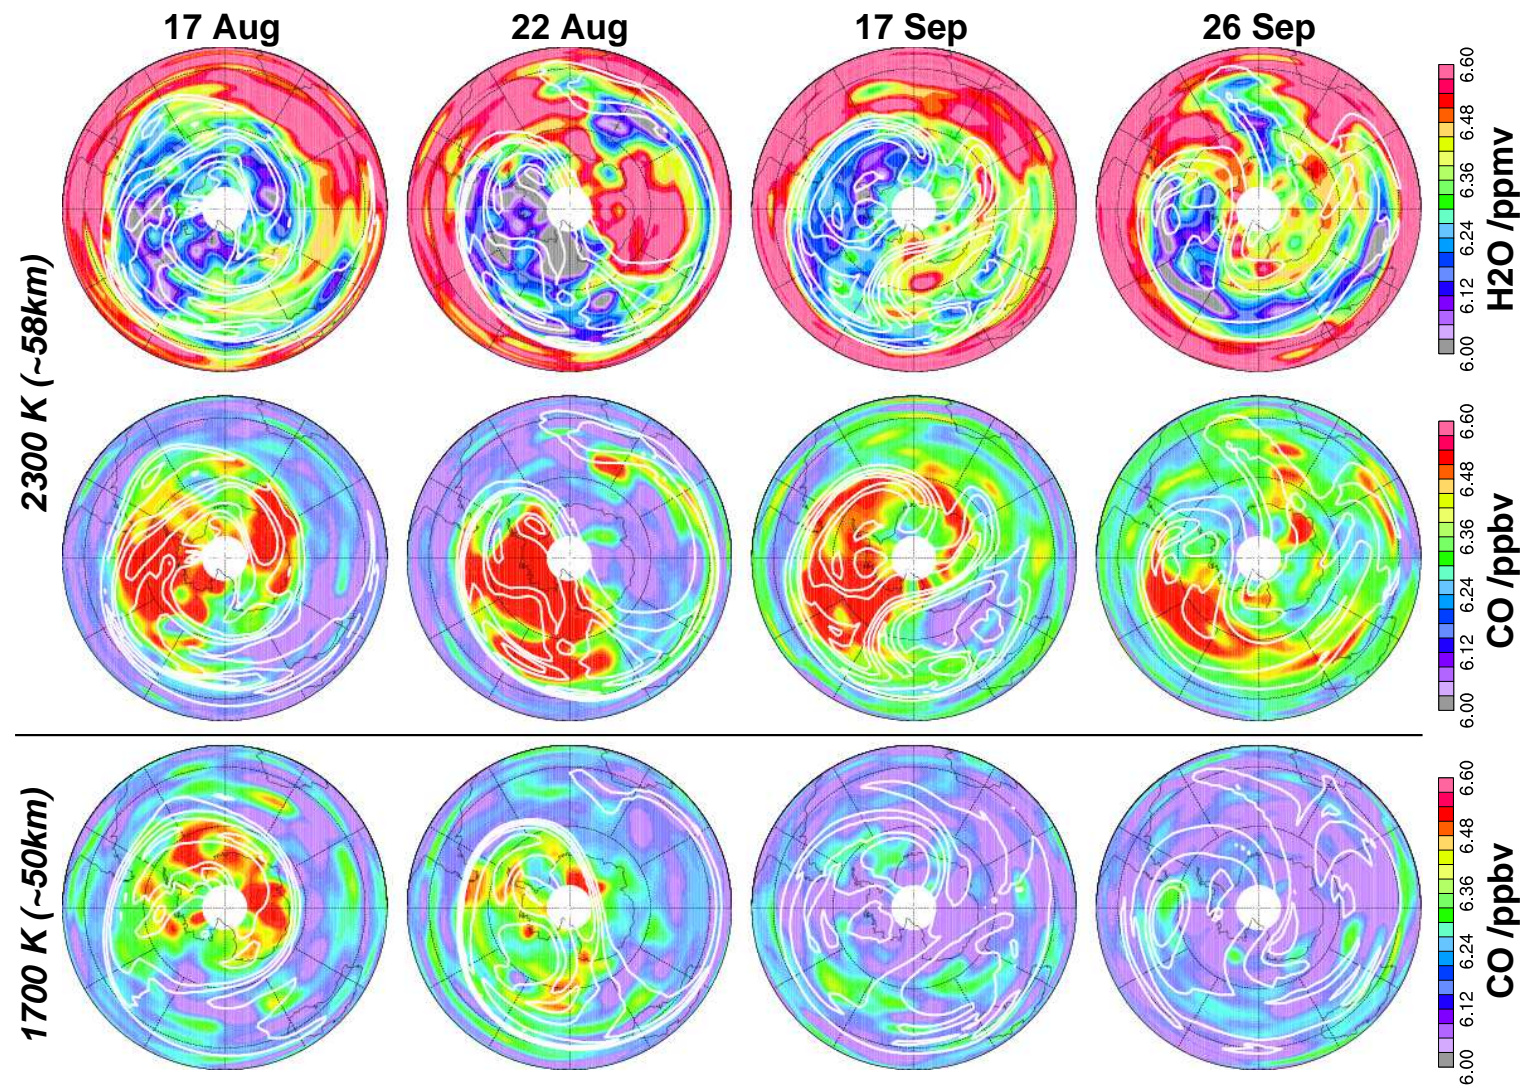 17 Aug
22 Aug
17 Sep
26 Sep
2300 K (~58km)
6.60
6.48
6.36
6.24
6.12
6.00
H2O /ppmv
6.60
6.48
6.36
6.24
6.12
6.00
CO /ppbv
1700 K (~50km)
6.60
6.48
6.36
6.24
6.12
6.00
CO /ppbv